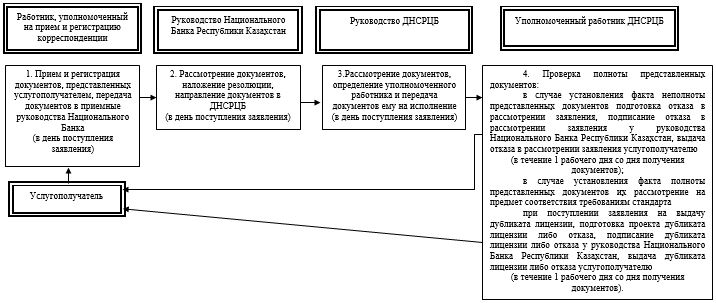 Работник, уполномоченный
на прием и регистрацию
корреспонденции
Руководство Национального
Банка Республики Казахстан
Руководство ДНСРЦБ
Уполномоченный работник ДНСРЦБ
1. Прием и регистрация
документов, представленных
услугополучателем, передача
документов в приемные
руководства Национального
Банка
(в день поступления
заявления)
2. Рассмотрение документов,
наложение резолюции,
направление документов в
ДНСРЦБ
(в день поступления заявления)
3.Рассмотрение документов,
определение уполномоченного
работника и передача
документов ему на исполнение
(в день поступления заявления)
4. Проверка полноты представленных
документов:
в случае установления факта неполноты
представленных документов подготовка отказа в
рассмотрении заявления, подписание отказа в
рассмотрении заявления у руководства
Национального Банка Республики Казахстан, выдача
отказа в рассмотрении заявления услугополучателю
(в течение 1 рабочего дня со дня получения
документов);
в случае установления факта полноты
представленных документов их рассмотрение на
предмет соответствия требованиям стандарта
при поступлении заявления на выдачу
дубликата лицензии, подготовка проекта дубликата
лицензии либо отказа, подписание дубликата
лицензии либо отказа у руководства Национального
Банка Республики Казахстан, выдача дубликата
лицензии либо отказа услугополучателю
(в течение 1 рабочего дня со дня получения
документов).
Услугополучатель